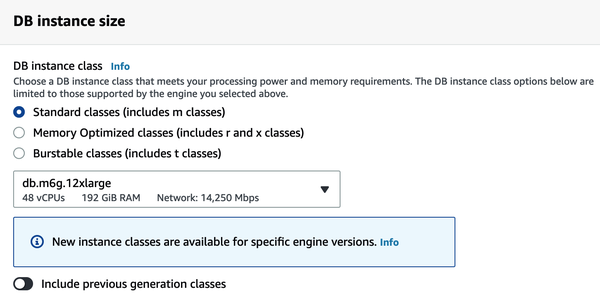 DB instance size
DB instance class Info
Choose a DB instance class that meets your processing power and memory requirements. The DB instance class options below are
limited to those supported by the engine you selected above.
Standard classes (includes m classes)
Memory Optimized classes (includes r and x classes)
Burstable classes (includes t classes)
db.m6g.12xlarge
48 vCPUs 192 GiB RAM Network: 14,250 Mbps
New instance classes are available for specific engine versions. Info
Include previous generation classes